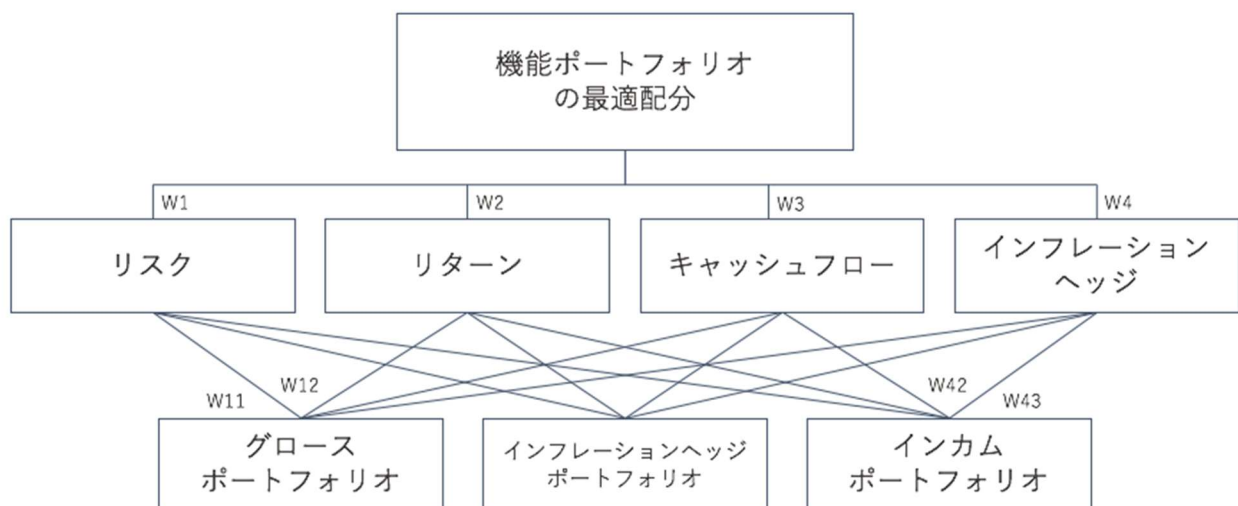 機能ポートフォリオ
の最適配分
W1
W2
W3
W4
リスク
リターン
キャッシュフロー
インフレーション
ヘッジ
W11
W12
W42
W43
グロース
ポートフォリオ
インフレーションヘッジ
ポートフォリオ
インカム
ポートフォリオ